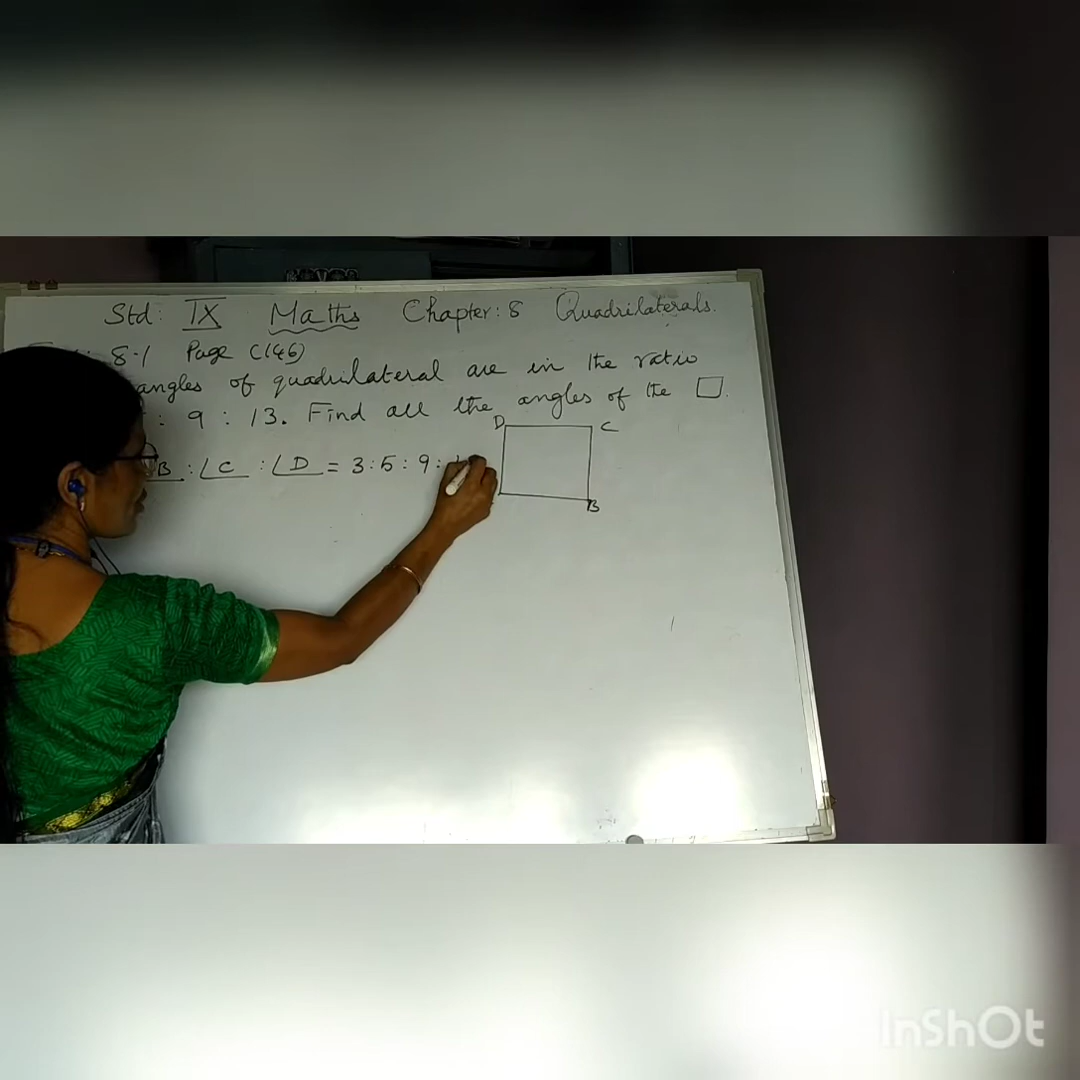 Std: IX Maths Chapter: 8 Quadrilaterals.
8.1 Page (146)
angles of quadrilateral are in the ratio
: 9 : 13. Find all the angles of the □.
D C
B : ∠C : ∠D = 3 : 5 : 9 :
B
InShOt